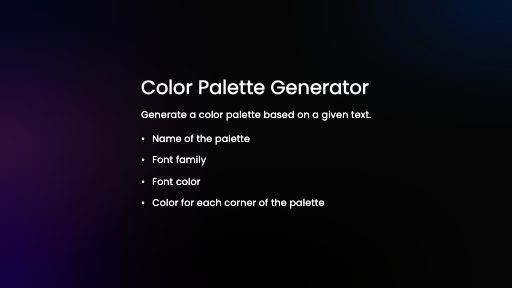 Color Palette Generator
Generate a color palette based on a given text.
• Name of the palette
• Font family
• Font color
• Color for each corner of the palette